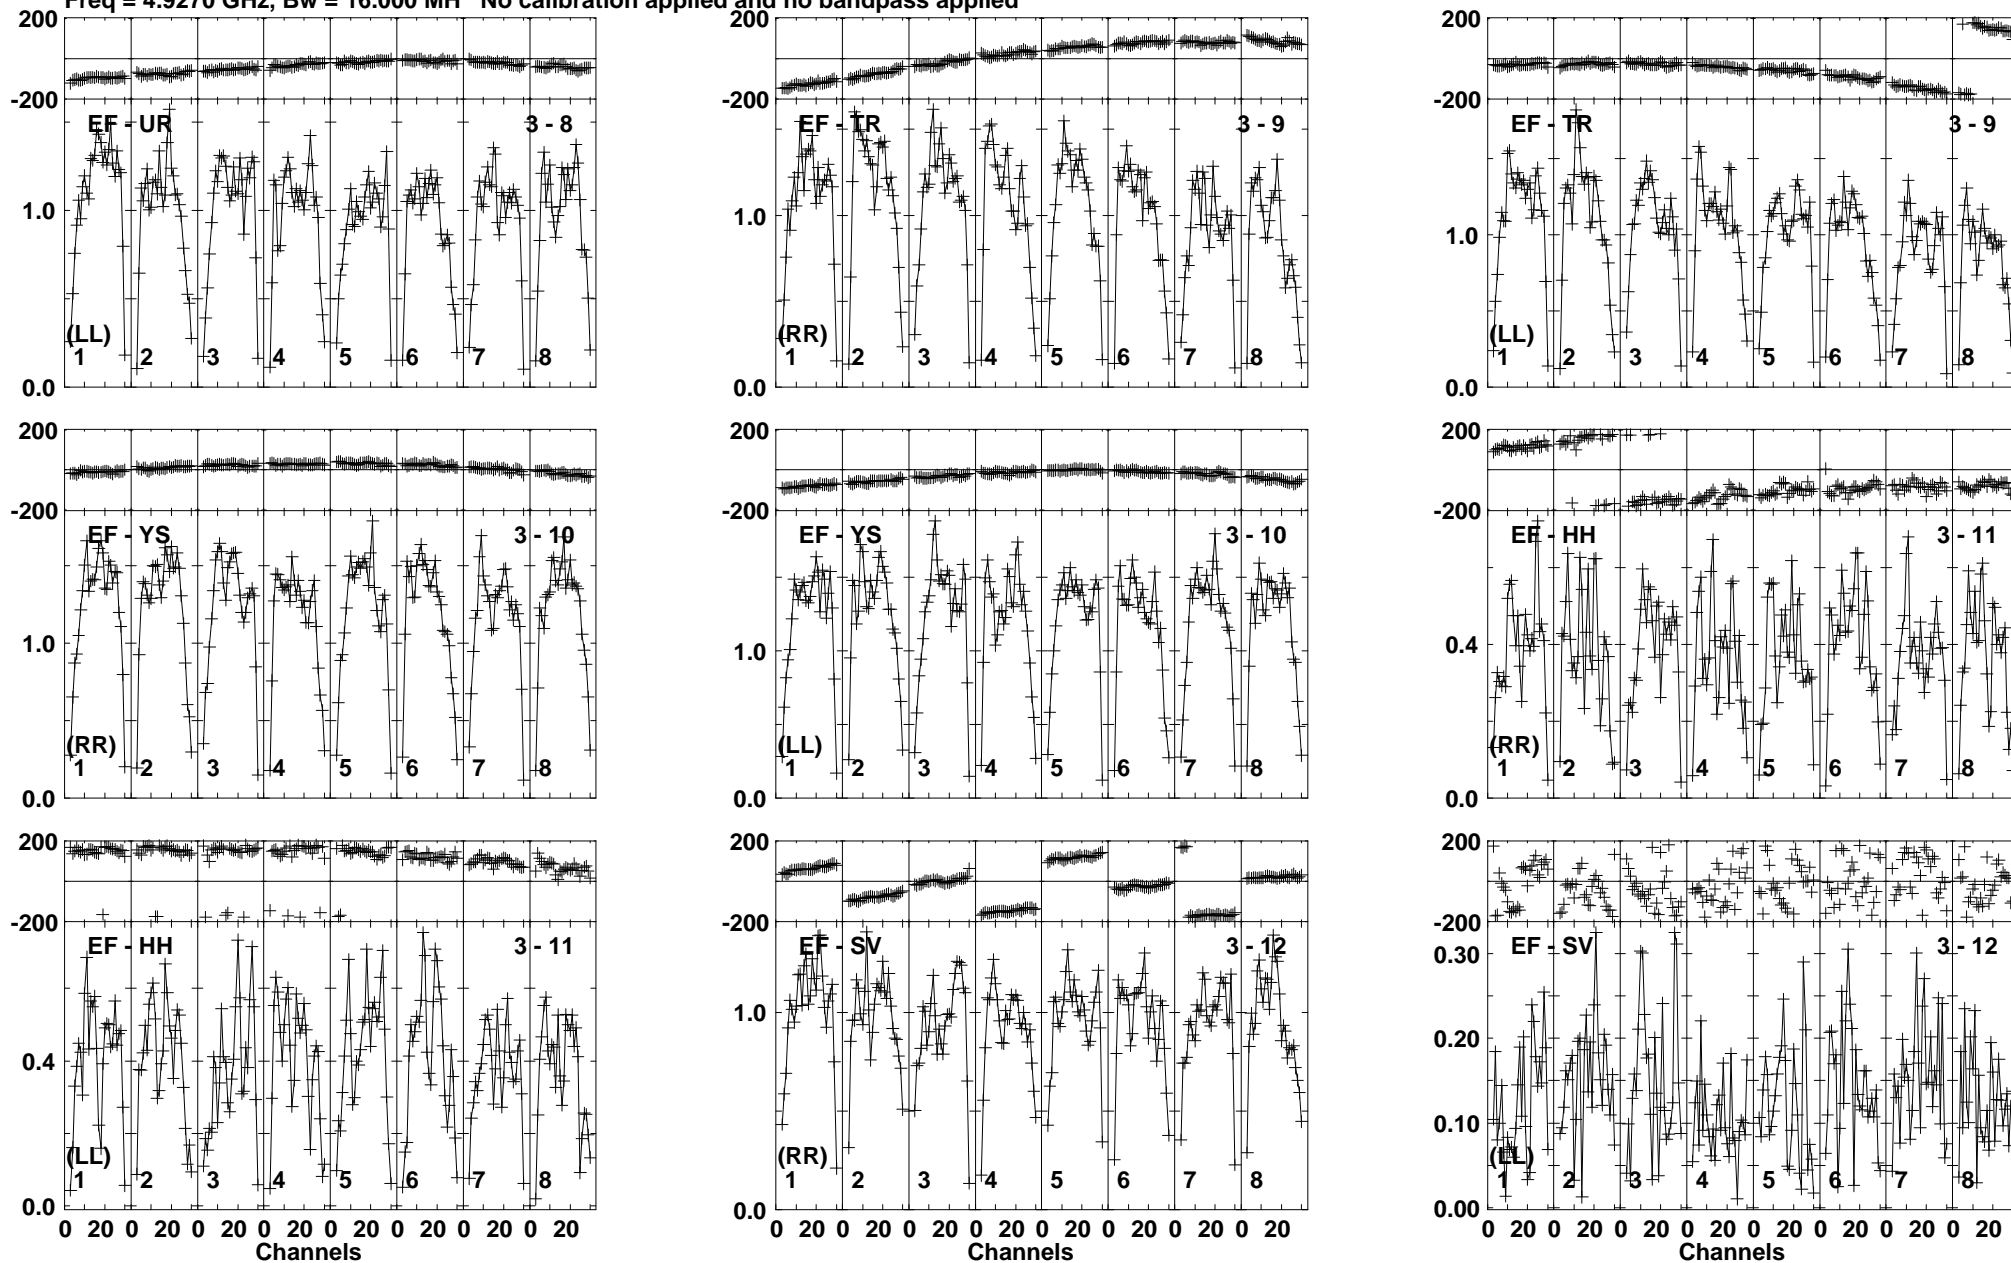 Freq = 4.9270 GHz, Bw = 16.000 MH   No calibration applied and no bandpass applied
200
-200
EF - UR 3 - 8
1.0
(LL)
1 2 3 4 5 6 7 8
0.0
200
-200
EF - TR 3 - 9
1.0
(RR)
1 2 3 4 5 6 7 8
0.0
200
-200
EF - TR 3 - 9
1.0
(LL)
1 2 3 4 5 6 7 8
0.0
200
-200
EF - YS 3 - 10
1.0
(RR)
1 2 3 4 5 6 7 8
0.0
200
-200
EF - YS 3 - 10
1.0
(LL)
1 2 3 4 5 6 7 8
0.0
200
-200
EF - HH 3 - 11
0.4
(RR)
1 2 3 4 5 6 7 8
0.0
200
-200
EF - HH 3 - 11
0.4
(LL)
1 2 3 4 5 6 7 8
0.0
0 20 0 20 0 20 0 20 0 20 0 20 0 20 0 20
Channels
200
-200
EF - SV 3 - 12
1.0
(RR)
1 2 3 4 5 6 7 8
0.0
0 20 0 20 0 20 0 20 0 20 0 20 0 20 0 20
Channels
200
-200
EF - SV 3 - 12
0.30
0.20
0.10
(LL)
1 2 3 4 5 6 7 8
0.00
0 20 0 20 0 20 0 20 0 20 0 20 0 20 0 20
Channels